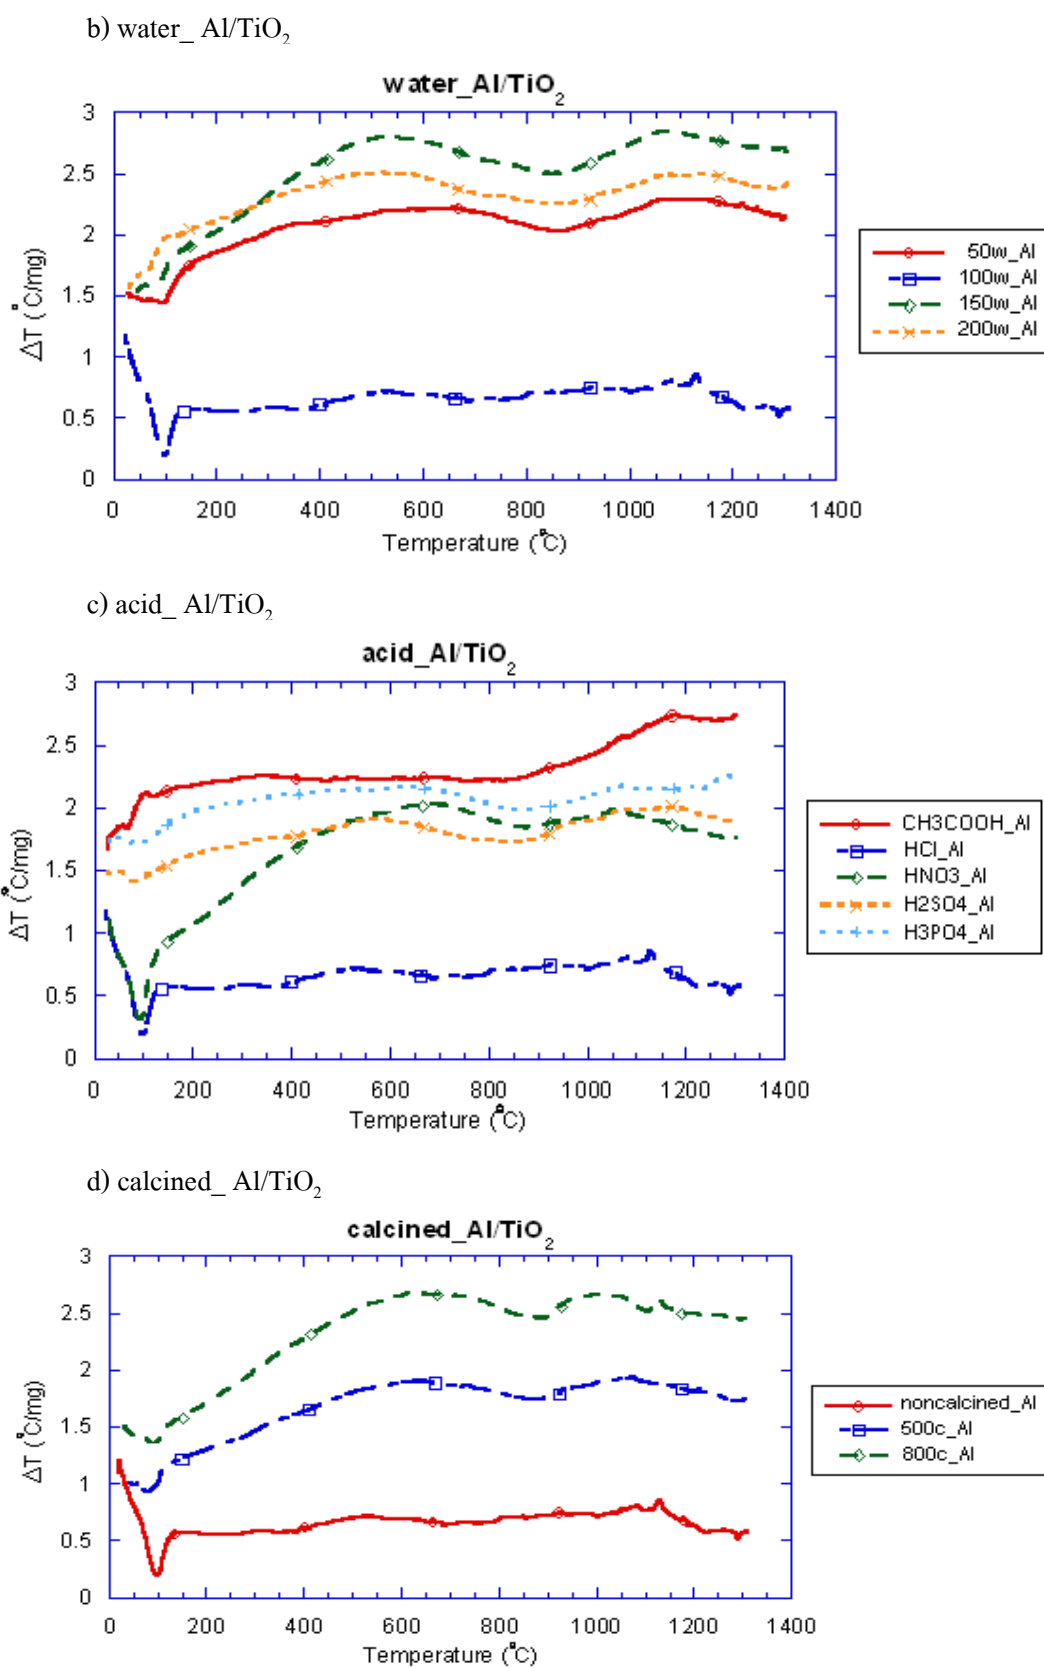 b) water_ Al/TiO₂
water_Al/TiO₂
3
2.5
2
1.5
1
0.5
0
ΔT (°C/mg)
0 200 400 600 800 1000 1200 1400
Temperature (°C)
50w_Al
100w_Al
150w_Al
200w_Al
c) acid_ Al/TiO₂
acid_Al/TiO₂
3
2.5
2
1.5
1
0.5
0
ΔT (°C/mg)
0 200 400 600 800 1000 1200 1400
Temperature (°C)
CH3COOH_Al
HCl_Al
HNO3_Al
H2SO4_Al
H3PO4_Al
d) calcined_ Al/TiO₂
calcined_Al/TiO₂
3
2.5
2
1.5
1
0.5
0
ΔT (°C/mg)
0 200 400 600 800 1000 1200 1400
Temperature (°C)
noncalcined_Al
500c_Al
800c_Al